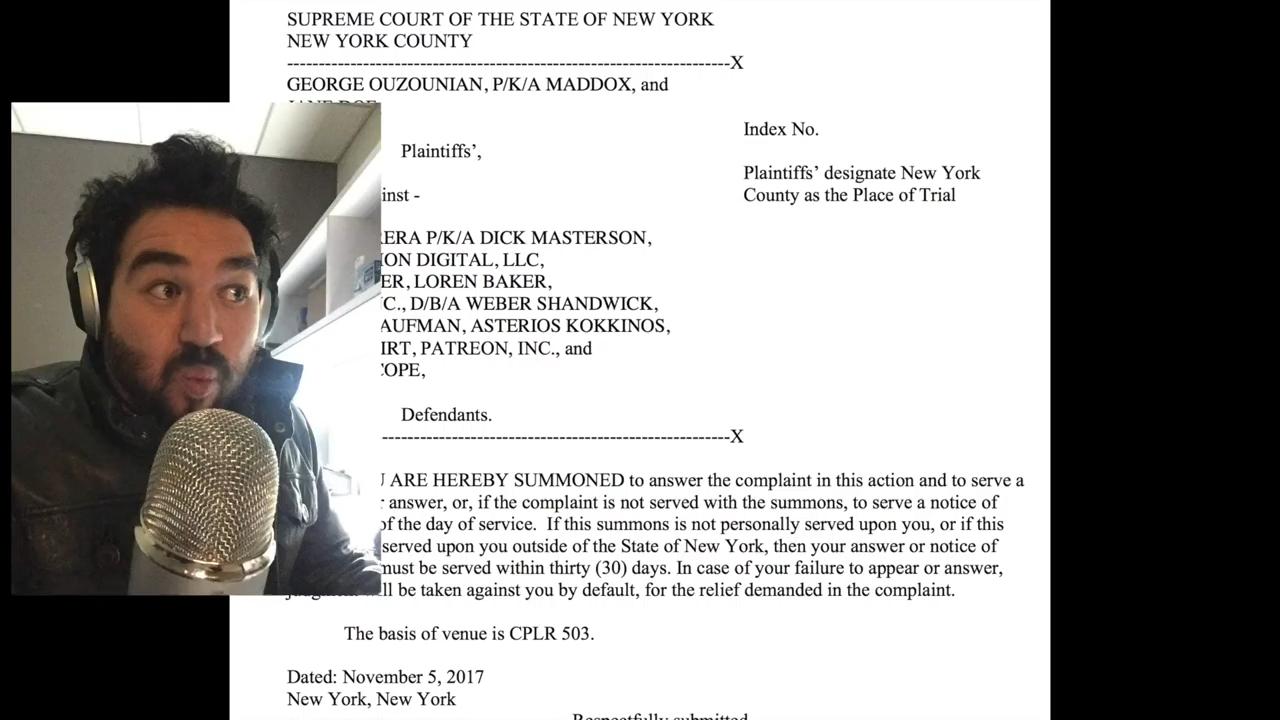 SUPREME COURT OF THE STATE OF NEW YORK
NEW YORK COUNTY
----------------------------------------------------------------------X
GEORGE OUZOUNIAN, P/K/A MADDOX, and
JANE DOE
Index No.
Plaintiffs',
Plaintiffs' designate New York
County as the Place of Trial
inst -
RERA P/K/A DICK MASTERSON,
ION DIGITAL, LLC,
ER, LOREN BAKER,
C., D/B/A WEBER SHANDWICK,
AUFMAN, ASTERIOS KOKKINOS,
IRT, PATREON, INC., and
COPE,
Defendants.
-------------------------------------------------------X
ARE HEREBY SUMMONED to answer the complaint in this action and to serve a
answer, or, if the complaint is not served with the summons, to serve a notice of
of the day of service. If this summons is not personally served upon you, or if this
served upon you outside of the State of New York, then your answer or notice of
must be served within thirty (30) days. In case of your failure to appear or answer,
will be taken against you by default, for the relief demanded in the complaint.
The basis of venue is CPLR 503.
Dated: November 5, 2017
New York, New York
Respectfully submitted